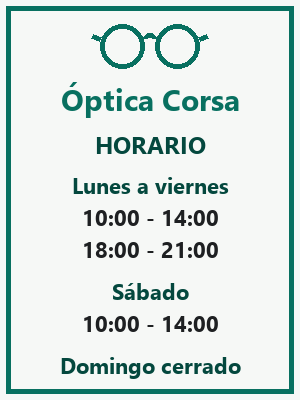 Óptica Corsa
HORARIO
Lunes a viernes
10:00 - 14:00
18:00 - 21:00
Sábado
10:00 - 14:00
Domingo cerrado